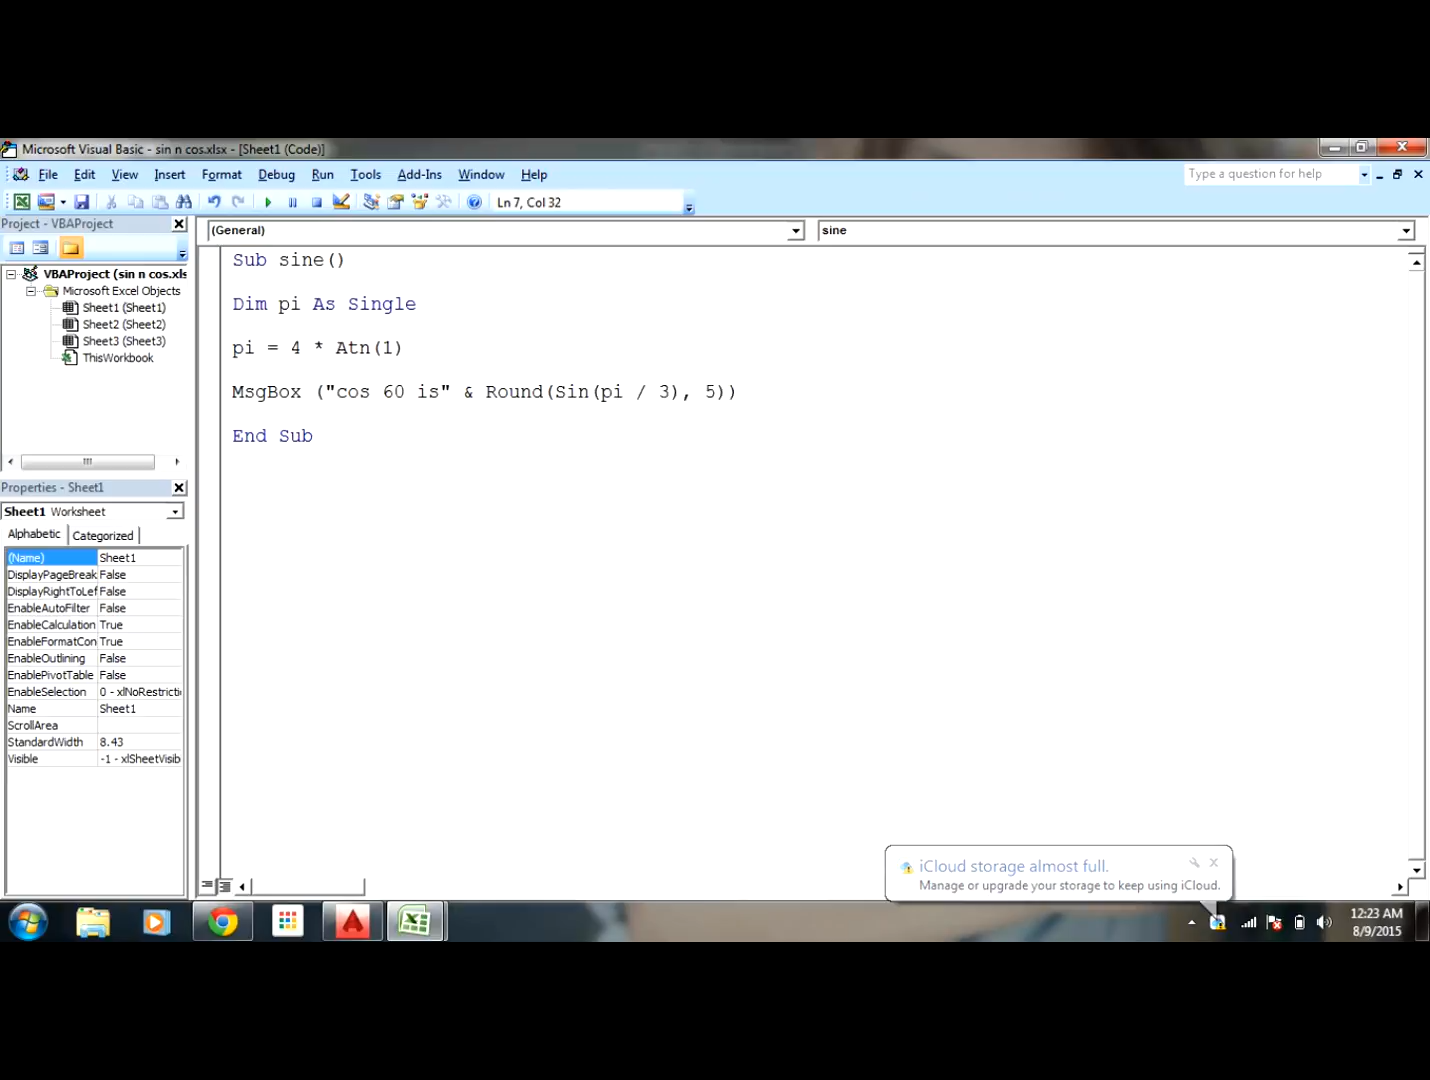 Microsoft Visual Basic - sin n cos.xlsx - [Sheet1 (Code)]
File Edit View Insert Format Debug Run Tools Add-Ins Window Help
Type a question for help
Ln 7, Col 32
Project - VBAProject
(General)
sine
VBAProject (sin n cos.xls
Microsoft Excel Objects
Sheet1 (Sheet1)
Sheet2 (Sheet2)
Sheet3 (Sheet3)
ThisWorkbook
Sub sine()
Dim pi As Single
pi = 4 * Atn(1)
MsgBox ("cos 60 is" & Round(Sin(pi / 3), 5))
End Sub
Properties - Sheet1
Sheet1 Worksheet
Alphabetic Categorized
(Name) Sheet1
DisplayPageBreak False
DisplayRightToLef False
EnableAutoFilter False
EnableCalculation True
EnableFormatCon True
EnableOutlining False
EnablePivotTable False
EnableSelection 0 - xlNoRestricti
Name Sheet1
ScrollArea
StandardWidth 8.43
Visible -1 - xlSheetVisib
iCloud storage almost full.
Manage or upgrade your storage to keep using iCloud.
12:23 AM
8/9/2015